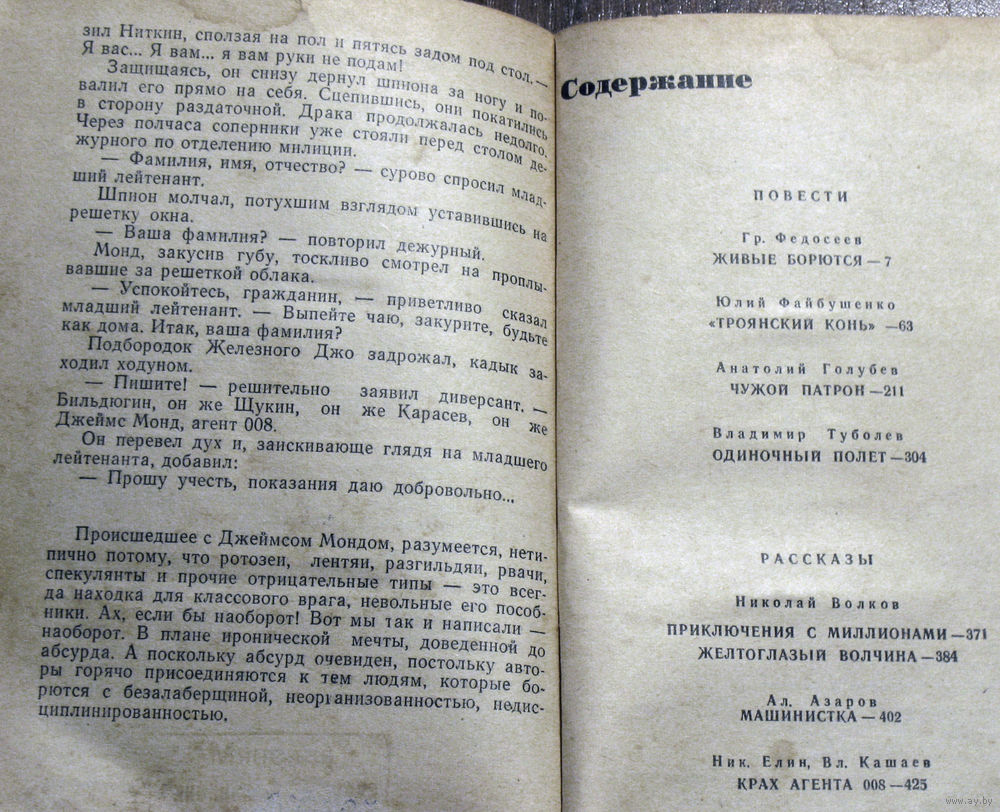 зил Ниткин, сползая на пол и пятясь задом под стол.—
Я вас... Я вам... я вам руки не подам!
Защищаясь, он снизу дернул шпиона за ногу и по-
валил его прямо на себя. Сцепившись, они покатились
в сторону раздаточной. Драка продолжалась недолго.
Через полчаса соперники уже стояли перед столом де-
журного по отделению милиции.
— Фамилия, имя, отчество? — сурово спросил млад-
ший лейтенант.
Шпион молчал, потухшим взглядом уставившись на
решетку окна.
— Ваша фамилия? — повторил дежурный.
Монд, закусив губу, тоскливо смотрел на проплы-
вавшие за решеткой облака.
— Успокойтесь, гражданин, — приветливо сказал
младший лейтенант. — Выпейте чаю, закурите, будьте
как дома. Итак, ваша фамилия?
Подбородок Железного Джо задрожал, кадык за-
ходил ходуном.
— Пишите! — решительно заявил диверсант. —
Бильдюгин, он же Щукин, он же Карасев, он же
Джеймс Монд, агент 008.
Он перевел дух и, заискивающе глядя на младшего
лейтенанта, добавил:
— Прошу учесть, показания даю добровольно...
Происшедшее с Джеймсом Мондом, разумеется, нети-
пично потому, что ротозеи, лентяи, разгильдяи, рвачи,
спекулянты и прочие отрицательные типы — это всег-
да находка для классового врага, невольные его пособ-
ники. Ах, если бы наоборот! Вот мы так и написали —
наоборот. В плане иронической мечты, доведенной до
абсурда. А поскольку абсурд очевиден, постольку авто-
ры горячо присоединяются к тем людям, которые бо-
рются с безалаберщиной, неорганизованностью, недис-
циплинированностью.
Содержание
ПОВЕСТИ
Гр. Федосеев
ЖИВЫЕ БОРЮТСЯ—7
Юлий Файбушенко
«ТРОЯНСКИЙ КОНЬ»—63
Анатолий Голубев
ЧУЖОЙ ПАТРОН—211
Владимир Туболев
ОДИНОЧНЫЙ ПОЛЕТ—304
РАССКАЗЫ
Николай Волков
ПРИКЛЮЧЕНИЯ С МИЛЛИОНАМИ—371
ЖЕЛТОГЛАЗЫЙ ВОЛЧИНА—384
Ал. Азаров
МАШИНИСТКА—402
Ник. Елин, Вл. Кашаев
КРАХ АГЕНТА 008—425
www.ay.by